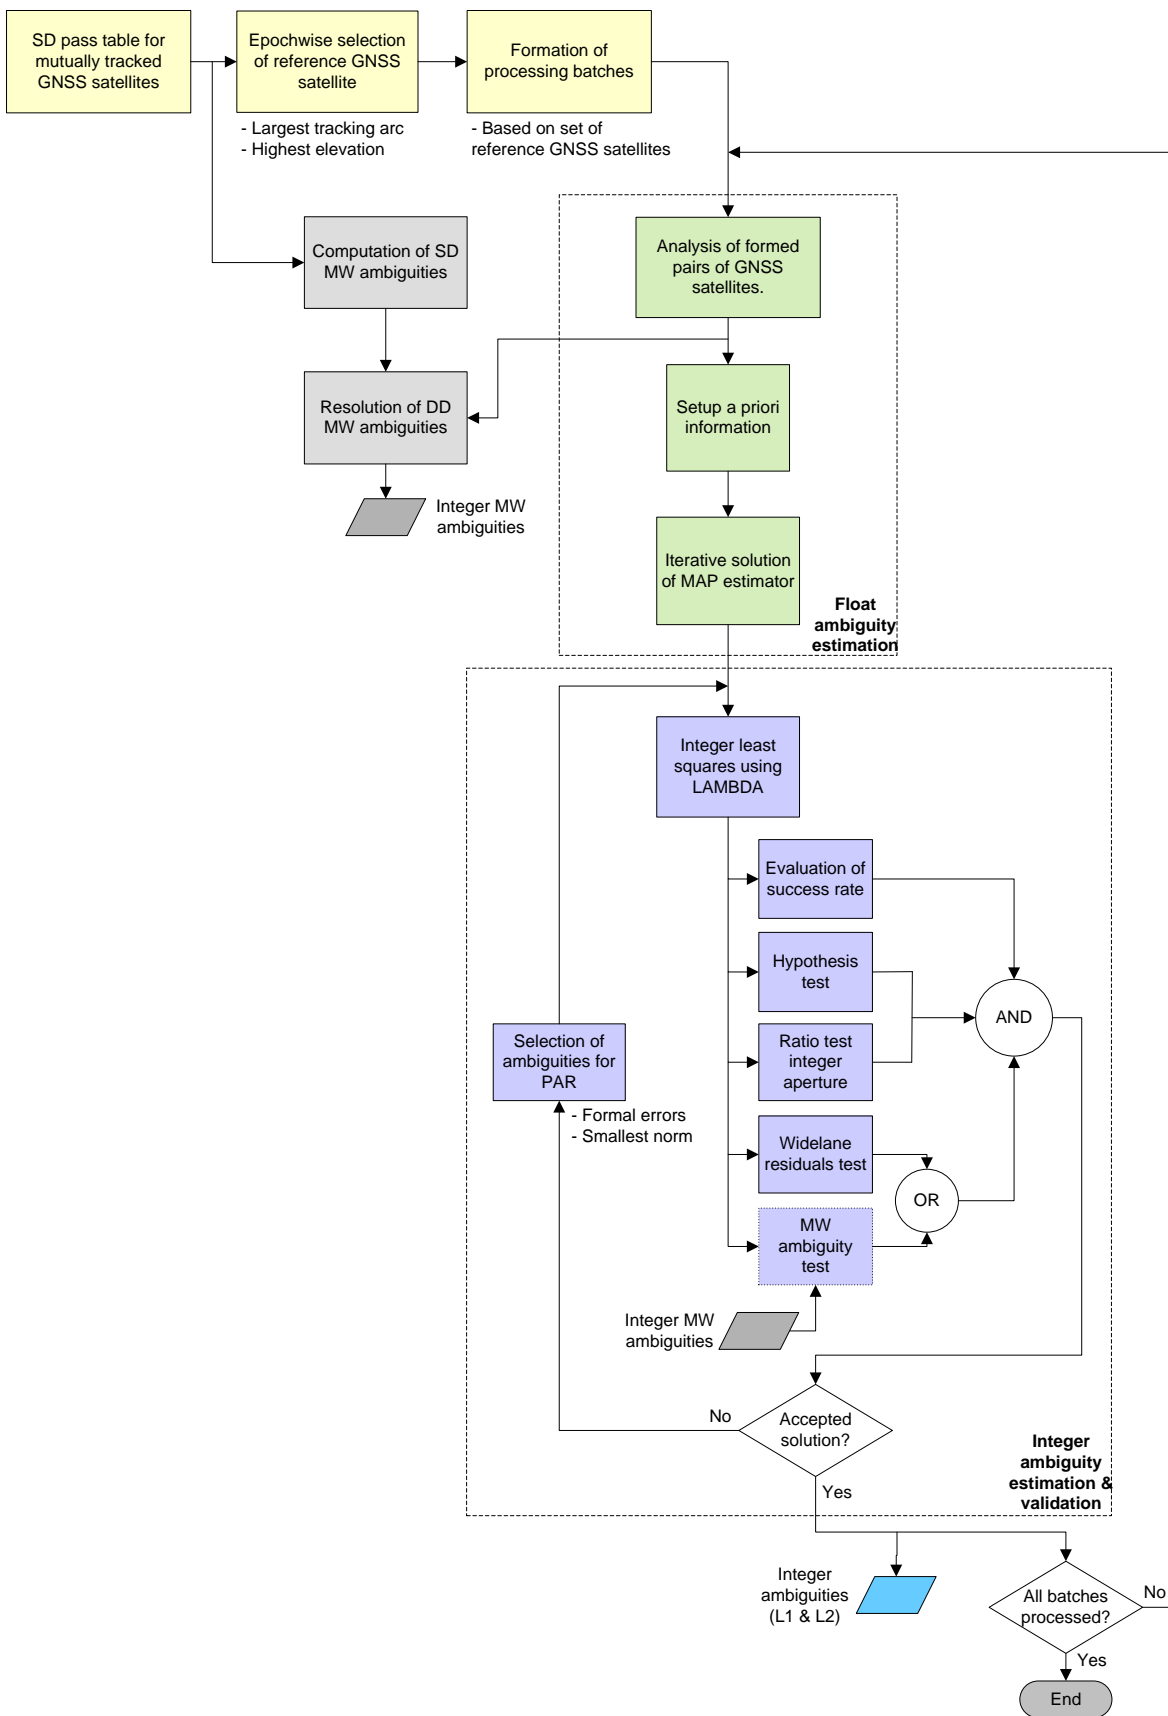 SD pass table for
mutually tracked
GNSS satellites
Epochwise selection
of reference GNSS
satellite
Formation of
processing batches
- Largest tracking arc
- Highest elevation
- Based on set of
reference GNSS satellites
Computation of SD
MW ambiguities
Analysis of formed
pairs of GNSS
satellites.
Resolution of DD
MW ambiguities
Setup a priori
information
Integer MW
ambiguities
Iterative solution
of MAP estimator
Float
ambiguity
estimation
Integer least
squares using
LAMBDA
Evaluation of
success rate
Hypothesis
test
AND
Selection of
ambiguities for
PAR
Ratio test
integer
aperture
- Formal errors
- Smallest norm
Widelane
residuals test
OR
MW
ambiguity
test
Integer MW
ambiguities
No
Accepted
solution?
Yes
Integer
ambiguity
estimation &
validation
Integer
ambiguities
(L1 & L2)
All batches
processed?
No
Yes
End